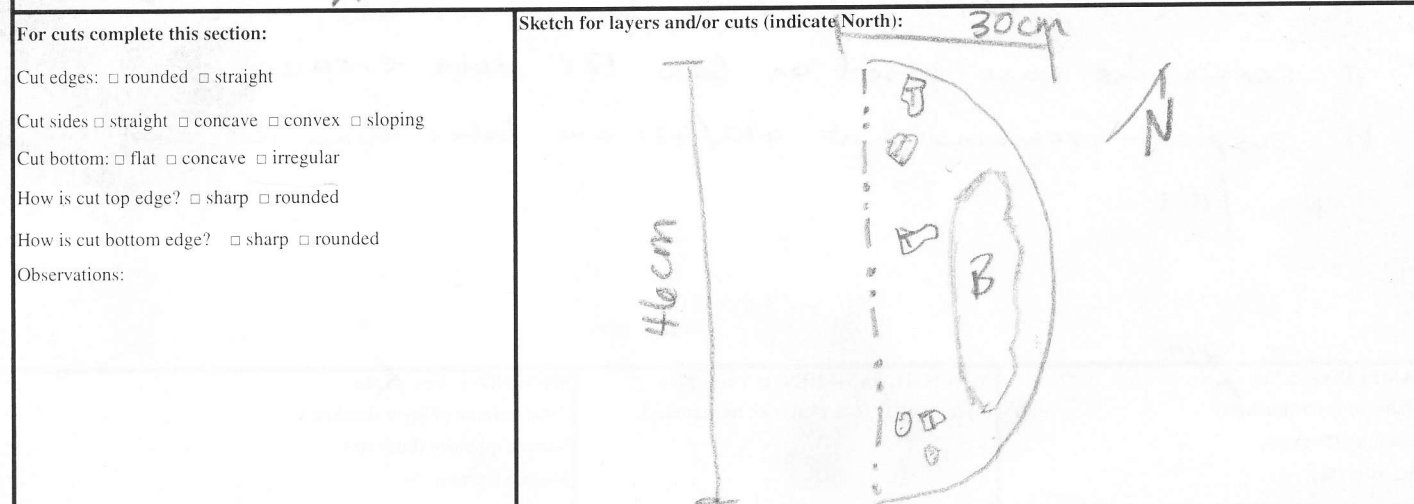 For cuts complete this section:
Cut edges: □ rounded □ straight
Cut sides □ straight □ concave □ convex □ sloping
Cut bottom: □ flat □ concave □ irregular
How is cut top edge? □ sharp □ rounded
How is cut bottom edge? □ sharp □ rounded
Observations:
Sketch for layers and/or cuts (indicate North):
30cm
N
T
T
46cm
B
T